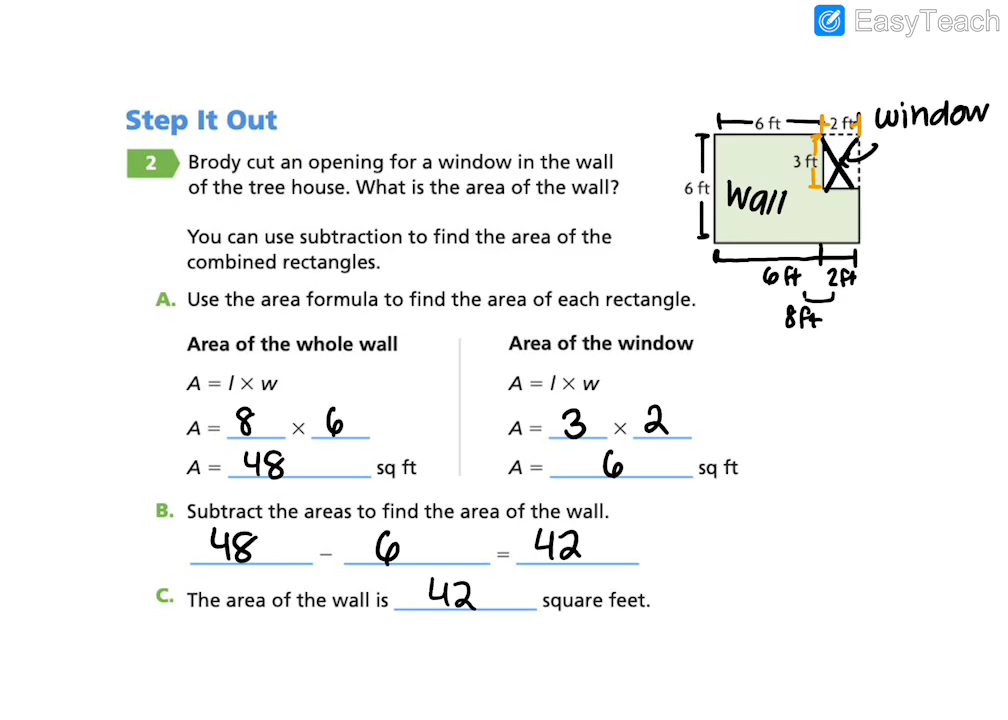 EasyTeach
Step It Out
6 ft 2 ft window
2 Brody cut an opening for a window in the wall
of the tree house. What is the area of the wall?
3 ft
6 ft wall
You can use subtraction to find the area of the
combined rectangles.
6 ft 2 ft
8 ft
A. Use the area formula to find the area of each rectangle.
Area of the whole wall
A = l × w
A = 8 × 6
A = 48 sq ft
Area of the window
A = l × w
A = 3 × 2
A = 6 sq ft
B. Subtract the areas to find the area of the wall.
48 − 6 = 42
C. The area of the wall is 42 square feet.